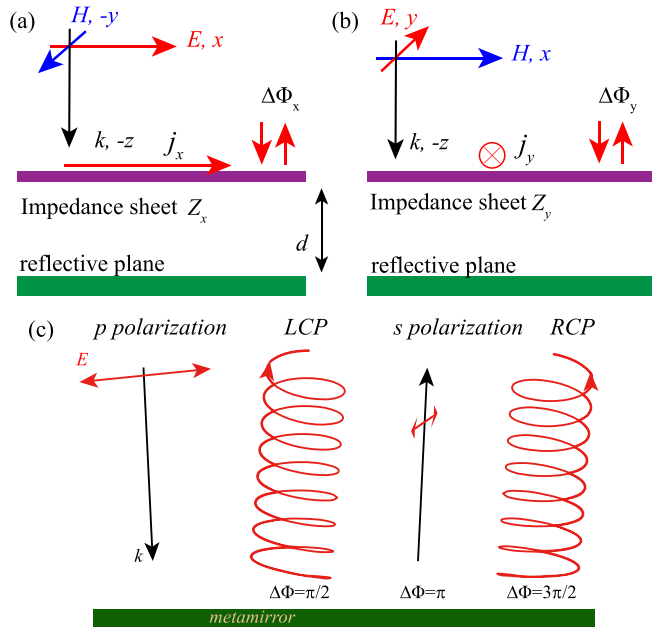 (a)
H, -y
E, x
ΔΦx
k, -z
jx
Impedance sheet Zx
d
reflective plane
(b)
E, y
H, x
ΔΦy
k, -z
jy
Impedance sheet Zy
reflective plane
(c)
p polarization LCP s polarization RCP
E
k
ΔΦ=π/2 ΔΦ=π ΔΦ=3π/2
metamirror